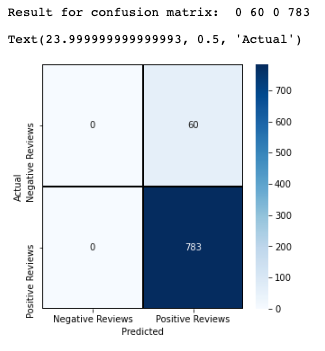 Result for confusion matrix: 0 60 0 783
Text(23.999999999999993, 0.5, 'Actual')
0 60
0 783
Actual
Negative Reviews
Positive Reviews
Negative Reviews Positive Reviews
Predicted
700
600
500
400
300
200
100
0